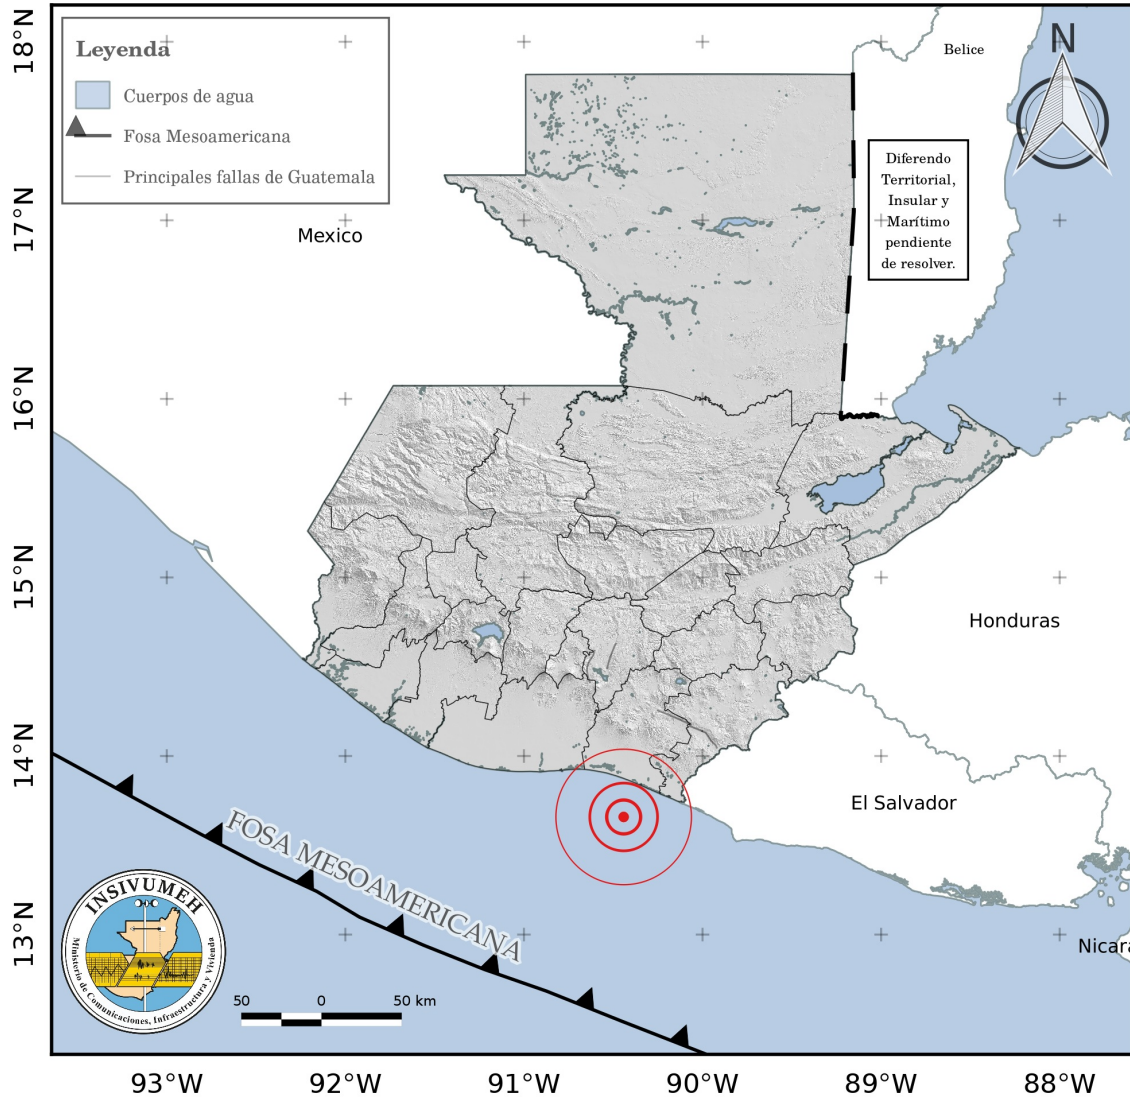 18°N
17°N
16°N
15°N
14°N
13°N
Leyenda
Cuerpos de agua
Fosa Mesoamericana
Principales fallas de Guatemala
N
Belice
Diferendo
Territorial,
Insular y
Marítimo
pendiente
de resolver.
Mexico
Honduras
El Salvador
Nicara
FOSA MESOAMERICANA
INSIVUMEH
Ministerio de Comunicaciones, Infraestructura y Vivienda
50 0 50 km
93°W 92°W 91°W 90°W 89°W 88°W